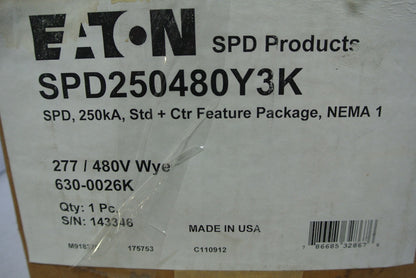 EATON SPD Products
SPD250480Y3K
SPD, 250kA, Std + Ctr Feature Package, NEMA 1
277 / 480V Wye
630-0026K
Qty: 1 Pc.
S/N: 143346
MADE IN USA
175753 C110912